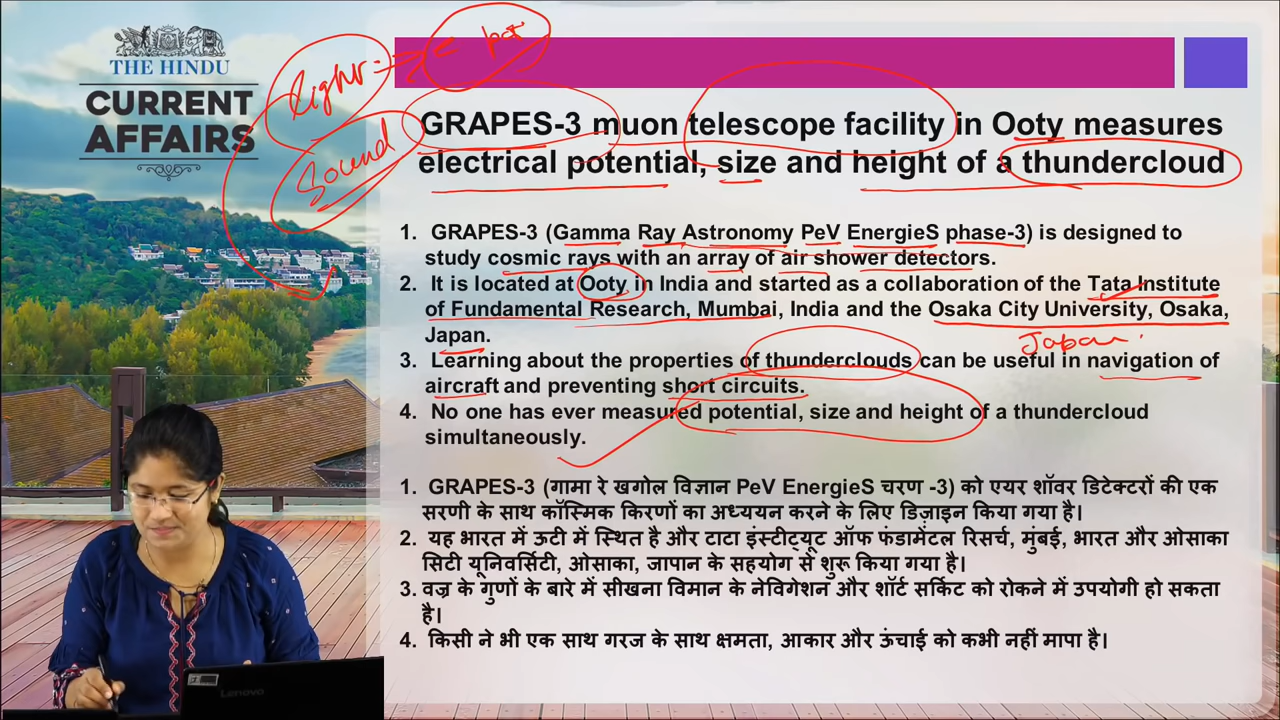 THE HINDU
CURRENT
AFFAIRS
light
Sound
GRAPES-3 muon telescope facility in Ooty measures
electrical potential, size and height of a thundercloud
1. GRAPES-3 (Gamma Ray Astronomy PeV EnergieS phase-3) is designed to
study cosmic rays with an array of air shower detectors.
2. It is located at Ooty in India and started as a collaboration of the Tata Institute
of Fundamental Research, Mumbai, India and the Osaka City University, Osaka,
Japan.
Japan.
3. Learning about the properties of thunderclouds can be useful in navigation of
aircraft and preventing short circuits.
4. No one has ever measured potential, size and height of a thundercloud
simultaneously.
1. GRAPES-3 (गामा रे खगोल विज्ञान PeV EnergieS चरण -3) को एयर शॉवर डिटेक्टरों की एक
सरणी के साथ कॉस्मिक किरणों का अध्ययन करने के लिए डिज़ाइन किया गया है।
2. यह भारत में ऊटी में स्थित है और टाटा इंस्टीट्यूट ऑफ फंडामेंटल रिसर्च, मुंबई, भारत और ओसाका
सिटी यूनिवर्सिटी, ओसाका, जापान के सहयोग से शुरू किया गया है।
3. वज्र के गुणों के बारे में सीखना विमान के नेविगेशन और शॉर्ट सर्किट को रोकने में उपयोगी हो सकता
है।
4. किसी ने भी एक साथ गरज के साथ क्षमता, आकार और ऊंचाई को कभी नहीं मापा है।
Lenovo